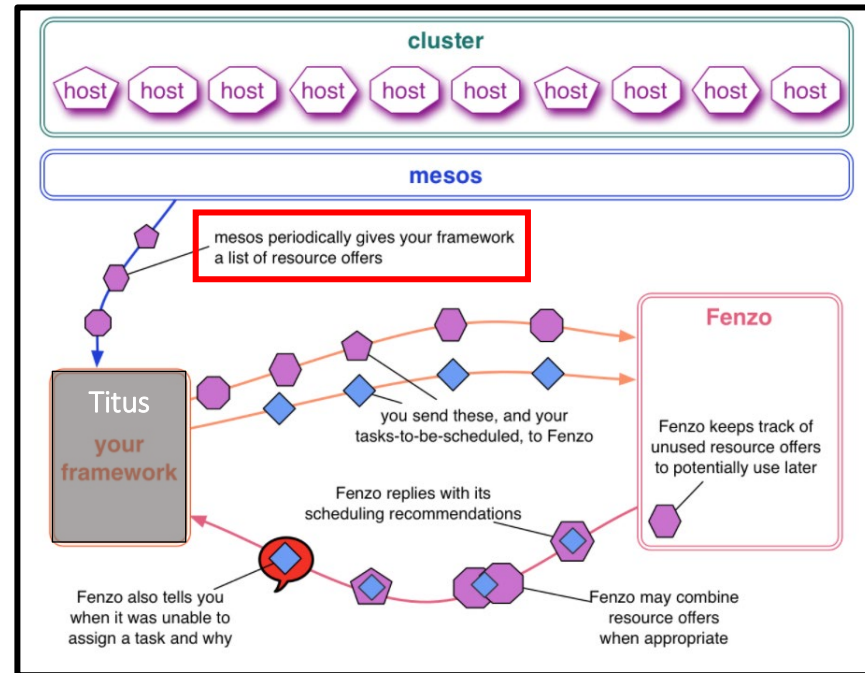 cluster
host host host host host host host host host host
mesos
mesos periodically gives your framework
a list of resource offers
Fenzo
Titus
your
framework
you send these, and your
tasks-to-be-scheduled, to Fenzo
Fenzo keeps track of
unused resource offers
to potentially use later
Fenzo replies with its
scheduling recommendations
Fenzo also tells you
when it was unable to
assign a task and why
Fenzo may combine
resource offers
when appropriate